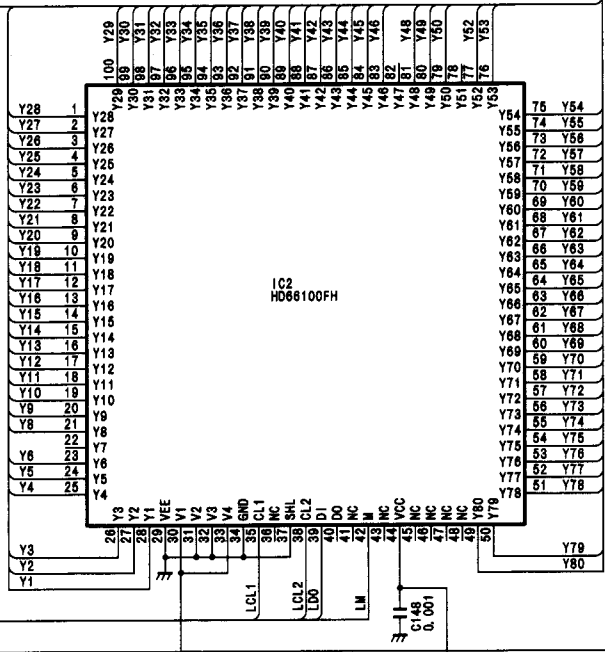 Y29 Y30 Y31 Y32 Y33 Y34 Y35 Y36 Y37 Y38 Y39 Y40 Y41 Y42 Y43 Y44 Y45 Y46 Y48 Y49 Y50 Y52 Y53
100 99 98 97 96 95 94 93 92 91 90 89 88 87 86 85 84 83 82 81 80 79 78 77 76
Y29 Y30 Y31 Y32 Y33 Y34 Y35 Y36 Y37 Y38 Y39 Y40 Y41 Y42 Y43 Y44 Y45 Y46 Y47 Y48 Y49 Y50 Y51 Y52 Y53
Y28 1 Y28 Y54 75 Y54
Y27 2 Y27 Y55 74 Y55
Y26 3 Y26 Y56 73 Y56
Y25 4 Y25 Y57 72 Y57
Y24 5 Y24 Y58 71 Y58
Y23 6 Y23 Y59 70 Y59
Y22 7 Y22 Y60 69 Y60
Y21 8 Y21 Y61 68 Y61
Y20 9 Y20 Y62 67 Y62
Y19 10 Y19 Y63 66 Y63
Y18 11 Y18 Y64 65 Y64
Y17 12 Y17 Y65 64 Y65
Y16 13 Y16 Y66 63 Y66
Y15 14 Y15 Y67 62 Y67
Y14 15 Y14 Y68 61 Y68
Y13 16 Y13 Y69 60 Y69
Y12 17 Y12 Y70 59 Y70
Y11 18 Y11 Y71 58 Y71
Y10 19 Y10 Y72 57 Y72
Y9 20 Y9 Y73 56 Y73
Y8 21 Y8 Y74 55 Y74
22 Y7 Y75 54 Y75
Y6 23 Y6 Y76 53 Y76
Y5 24 Y5 Y77 52 Y77
Y4 25 Y4 Y78 51 Y78
IC2
HD66100FH
Y3 Y2 Y1 VEE V1 V2 V3 V4 GND CL1 NC SHL CL2 DI DO NC M NC VCC NC NC NC NC Y80 Y79
26 27 28 29 30 31 32 33 34 35 36 37 38 39 40 41 42 43 44 45 46 47 48 49 50
Y3 Y79
Y2 Y80
Y1
LCL1 LCL2 LD0 LM
C148
0.001